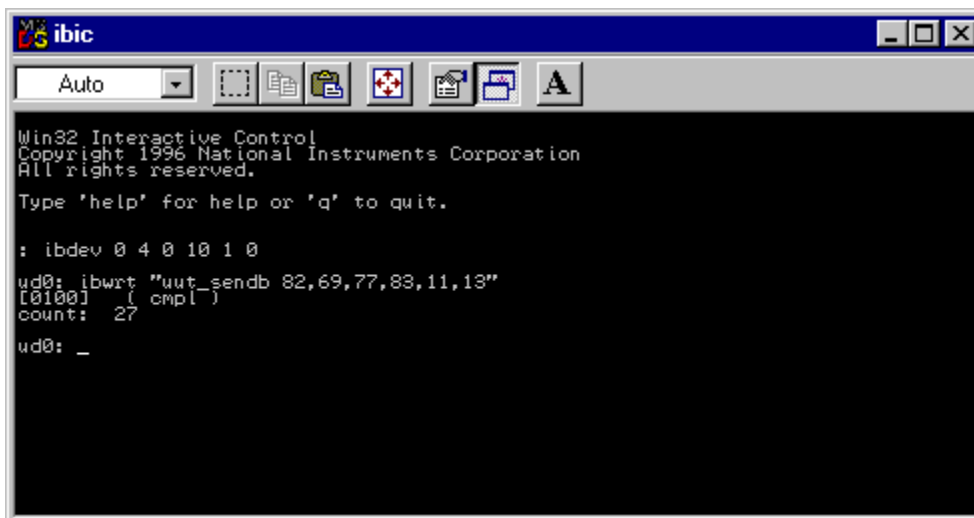 ibic
Auto
A
Win32 Interactive Control
Copyright 1996 National Instruments Corporation
All rights reserved.
Type 'help' for help or 'q' to quit.
: ibdev 0 4 0 10 1 0
ud0: ibwrt "uut_sendb 82,69,77,83,11,13"
[0100]   ( cmpl )
count:  27
ud0: _